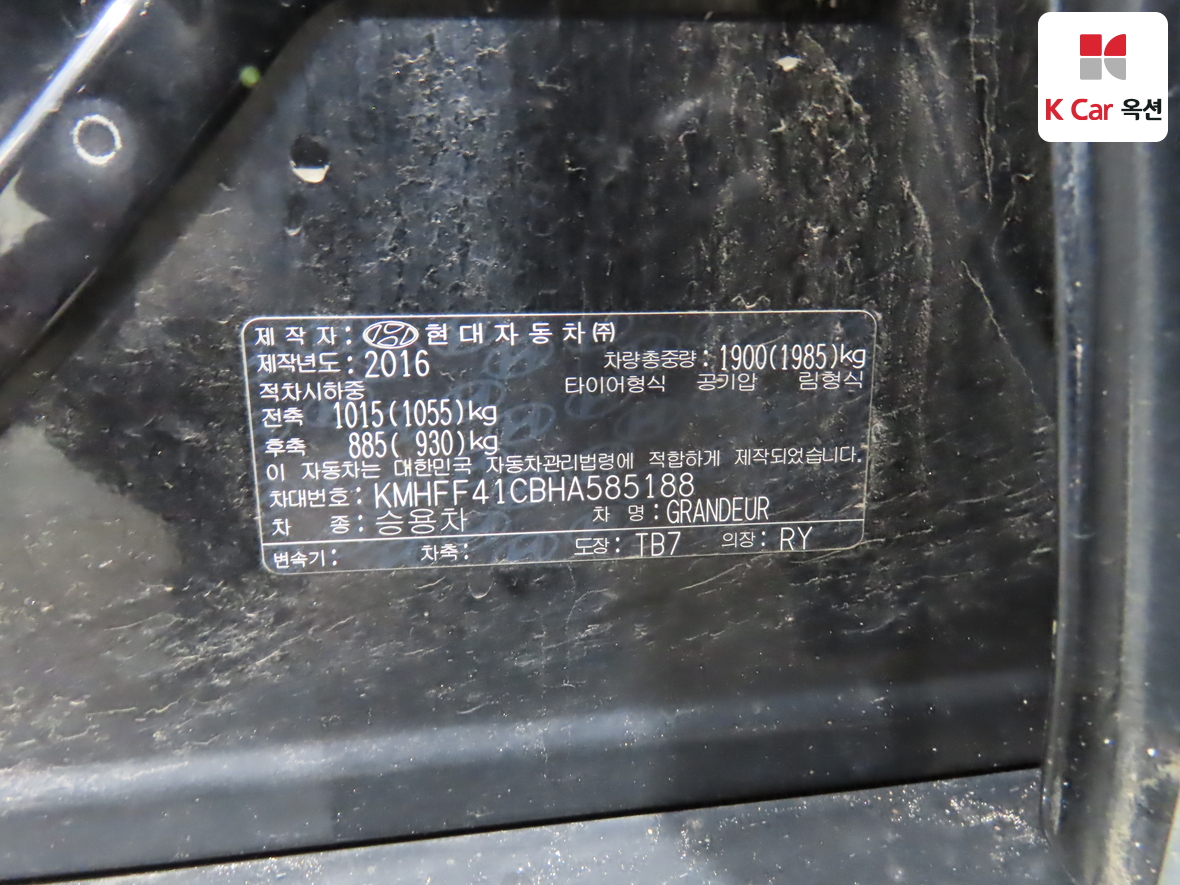 K Car 옥션
제 작 자 : 현 대 자 동 차 ㈜
제작년도 : 2016 차량총중량 : 1900(1985)kg
적차시하중 타이어형식 공기압 림형식
전축 1015(1055)kg
후축 885( 930)kg
이 자동차는 대한민국 자동차관리법령에 적합하게 제작되었습니다.
차대번호 : KMHFF41CBHA585188
차 종 : 승용차 차 명 : GRANDEUR
변속기 : 차축 : 도장 : TB7 의장 : RY